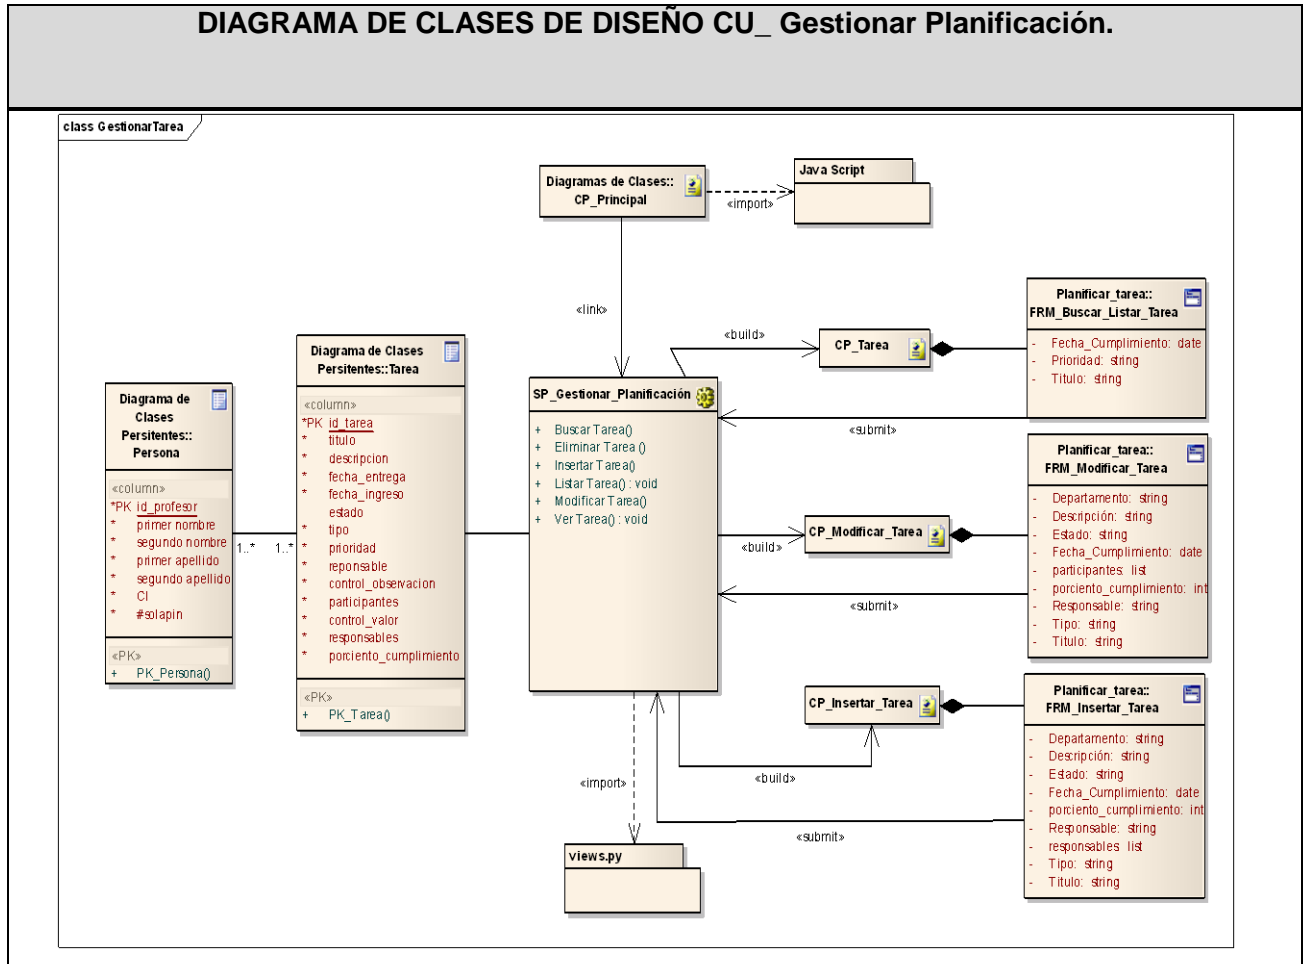 DIAGRAMA DE CLASES DE DISEÑO CU_ Gestionar Planificación.
class GestionarTarea
Diagramas de Clases::
CP_Principal
«import»
Java Script
«link»
Diagrama de
Clases
Persitentes::
Persona
«column»
*PK id_profesor
* primer nombre
* segundo nombre
* primer apellido
* segundo apellido
* CI
* #solapin
«PK»
+ PK_Persona()
1..*
1..*
Diagrama de Clases
Persitentes::Tarea
«column»
*PK id_tarea
* titulo
* descripcion
* fecha_entrega
* fecha_ingreso
estado
* tipo
* prioridad
* reponsable
* control_observacion
* participantes
* control_valor
* responsables
* porciento_cumplimiento
«PK»
+ PK_Tarea()
SP_Gestionar_Planificación
+ Buscar Tarea()
+ Eliminar Tarea ()
+ Insertar Tarea()
+ Listar Tarea() : void
+ Modificar Tarea()
+ Ver Tarea() : void
«build»
CP_Tarea
«submit»
Planificar_tarea::
FRM_Buscar_Listar_Tarea
- Fecha_Cumplimiento: date
- Prioridad: string
- Titulo: string
«build»
CP_Modificar_Tarea
«submit»
Planificar_tarea::
FRM_Modificar_Tarea
- Departamento: string
- Descripción: string
- Estado: string
- Fecha_Cumplimiento: date
- participantes: list
- porciento_cumplimiento: int
- Responsable: string
- Tipo: string
- Titulo: string
CP_Insertar_Tarea
«build»
«submit»
Planificar_tarea::
FRM_Insertar_Tarea
- Departamento: string
- Descripción: string
- Estado: string
- Fecha_Cumplimiento: date
- porciento_cumplimiento: int
- Responsable: string
- responsables: list
- Tipo: string
- Titulo: string
«import»
views.py